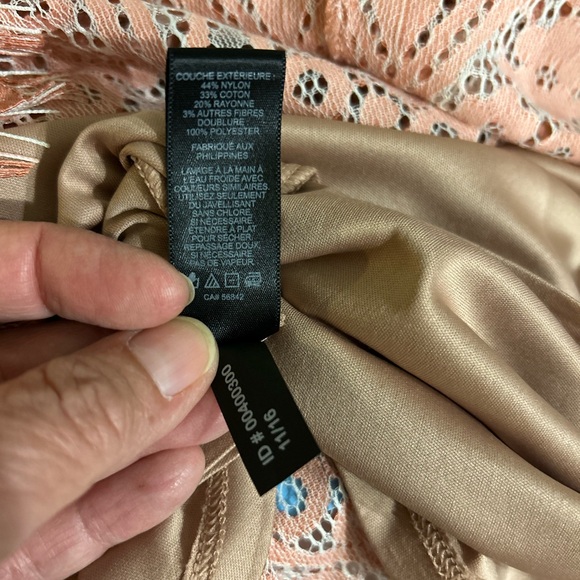 COUCHE EXTÉRIEURE :
44% NYLON
33% COTON
20% RAYONNE
3% AUTRES FIBRES
DOUBLURE :
100% POLYESTER
FABRIQUÉ AUX
PHILIPPINES
LAVAGE À LA MAIN À
L'EAU FROIDE AVEC
COULEURS SIMILAIRES.
UTILISEZ SEULEMENT
DU JAVELLISANT
SANS CHLORE,
SI NÉCESSAIRE
ÉTENDRE À PLAT
POUR SÉCHER.
REPASSAGE DOUX,
SI NÉCESSAIRE
PAS DE VAPEUR.
CA# 56842
ID # 00400300
11/16